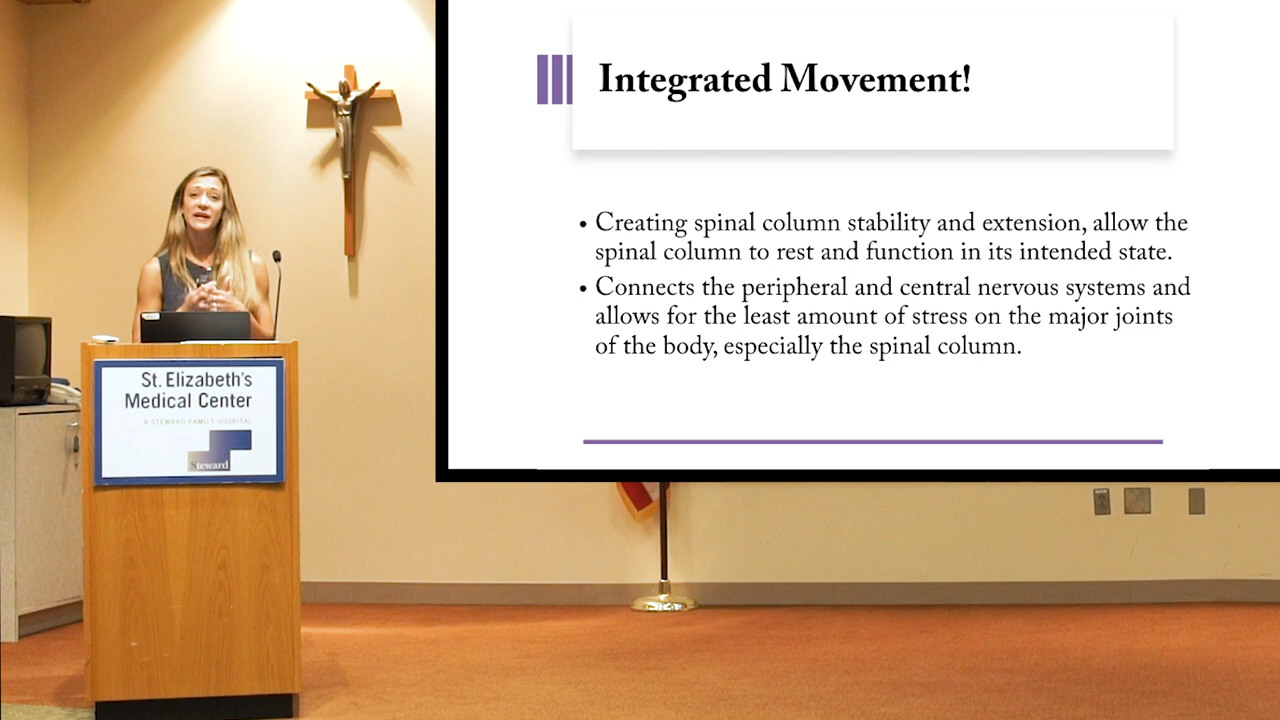 Integrated Movement!
• Creating spinal column stability and extension, allow the
spinal column to rest and function in its intended state.
• Connects the peripheral and central nervous systems and
allows for the least amount of stress on the major joints
of the body, especially the spinal column.
St. Elizabeth's
Medical Center
A STEWARD FAMILY HOSPITAL
Steward